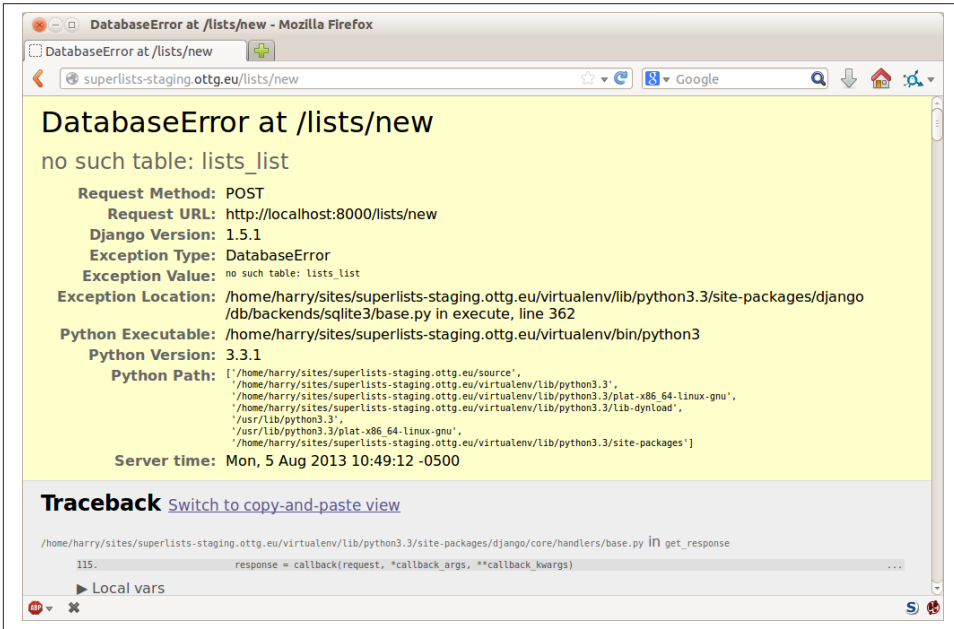 DatabaseError at /lists/new - Mozilla Firefox
DatabaseError at /lists/new
superlists-staging.ottg.eu/lists/new
Google
DatabaseError at /lists/new
no such table: lists_list
Request Method: POST
Request URL: http://localhost:8000/lists/new
Django Version: 1.5.1
Exception Type: DatabaseError
Exception Value: no such table: lists_list
Exception Location: /home/harry/sites/superlists-staging.ottg.eu/virtualenv/lib/python3.3/site-packages/django
/db/backends/sqlite3/base.py in execute, line 362
Python Executable: /home/harry/sites/superlists-staging.ottg.eu/virtualenv/bin/python3
Python Version: 3.3.1
Python Path: ['/home/harry/sites/superlists-staging.ottg.eu/source',
'/home/harry/sites/superlists-staging.ottg.eu/virtualenv/lib/python3.3',
'/home/harry/sites/superlists-staging.ottg.eu/virtualenv/lib/python3.3/plat-x86_64-linux-gnu',
'/home/harry/sites/superlists-staging.ottg.eu/virtualenv/lib/python3.3/lib-dynload',
'/usr/lib/python3.3',
'/usr/lib/python3.3/plat-x86_64-linux-gnu',
'/home/harry/sites/superlists-staging.ottg.eu/virtualenv/lib/python3.3/site-packages']
Server time: Mon, 5 Aug 2013 10:49:12 -0500
Traceback Switch to copy-and-paste view
/home/harry/sites/superlists-staging.ottg.eu/virtualenv/lib/python3.3/site-packages/django/core/handlers/base.py in get_response
115. response = callback(request, *callback_args, **callback_kwargs) ...
▶ Local vars
ABP
S